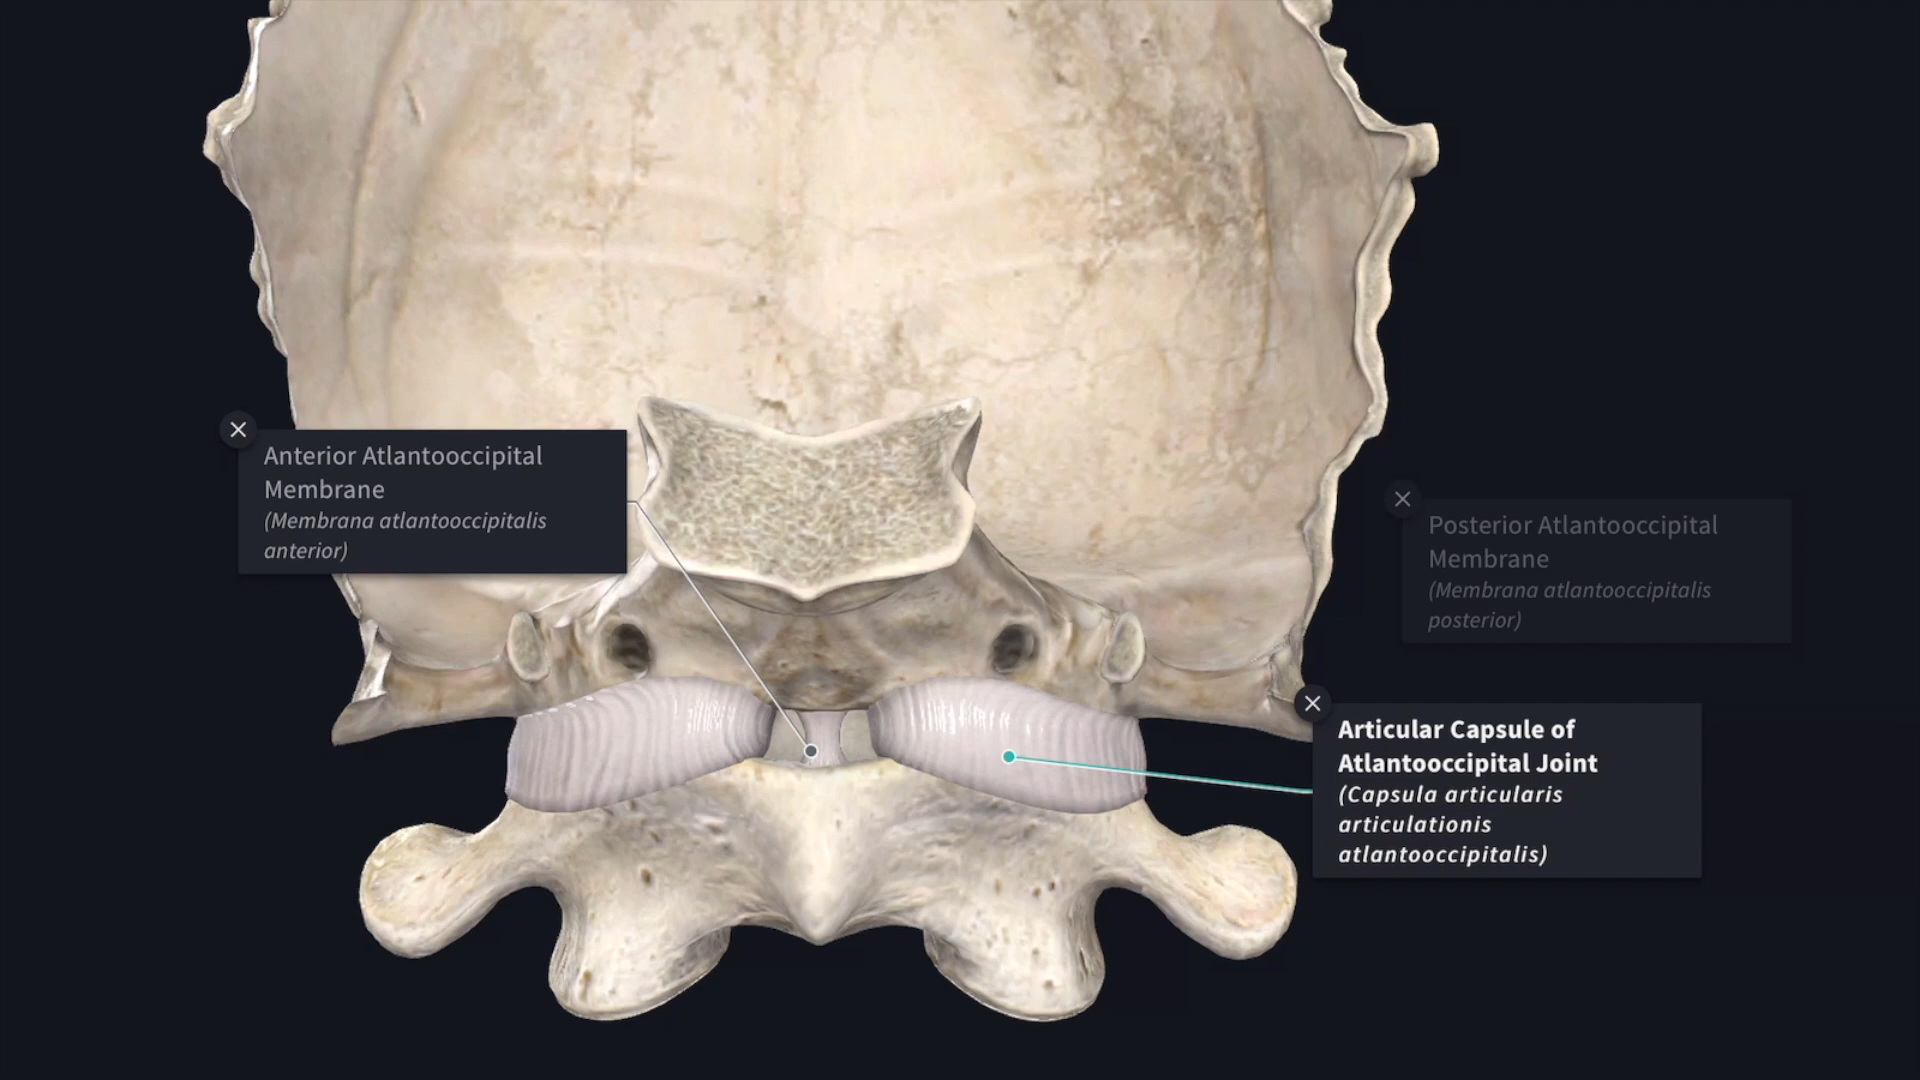 Anterior Atlantooccipital
Membrane
(Membrana atlantooccipitalis
anterior)
Posterior Atlantooccipital
Membrane
(Membrana atlantooccipitalis
posterior)
Articular Capsule of
Atlantooccipital Joint
(Capsula articularis
articulationis
atlantooccipitalis)